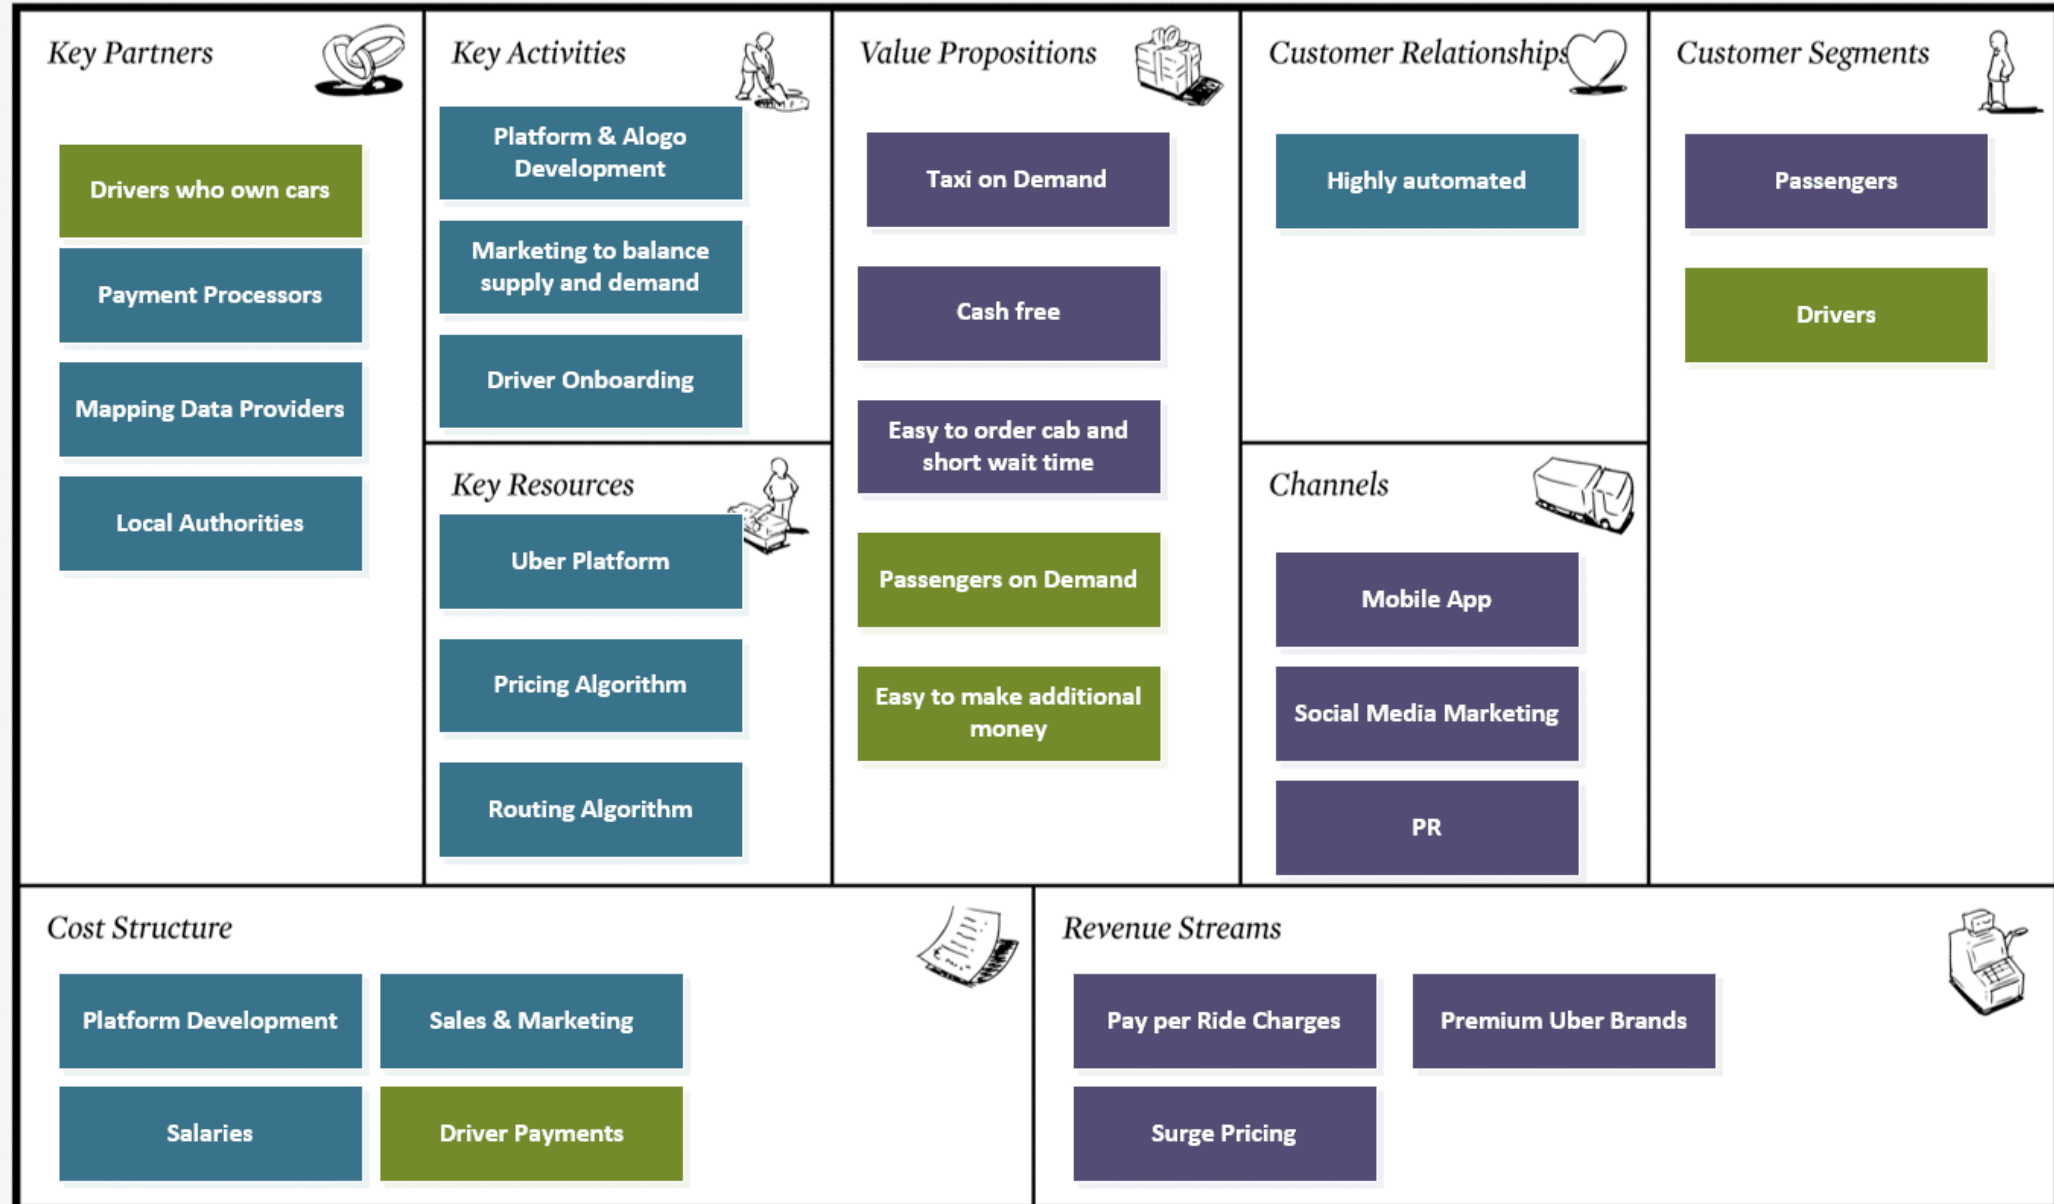 Key Partners
Drivers who own cars
Payment Processors
Mapping Data Providers
Local Authorities
Key Activities
Platform & Alogo
Development
Marketing to balance
supply and demand
Driver Onboarding
Key Resources
Uber Platform
Pricing Algorithm
Routing Algorithm
Value Propositions
Taxi on Demand
Cash free
Easy to order cab and
short wait time
Passengers on Demand
Easy to make additional
money
Customer Relationships
Highly automated
Channels
Mobile App
Social Media Marketing
PR
Customer Segments
Passengers
Drivers
Cost Structure
Platform Development
Sales & Marketing
Salaries
Driver Payments
Revenue Streams
Pay per Ride Charges
Premium Uber Brands
Surge Pricing